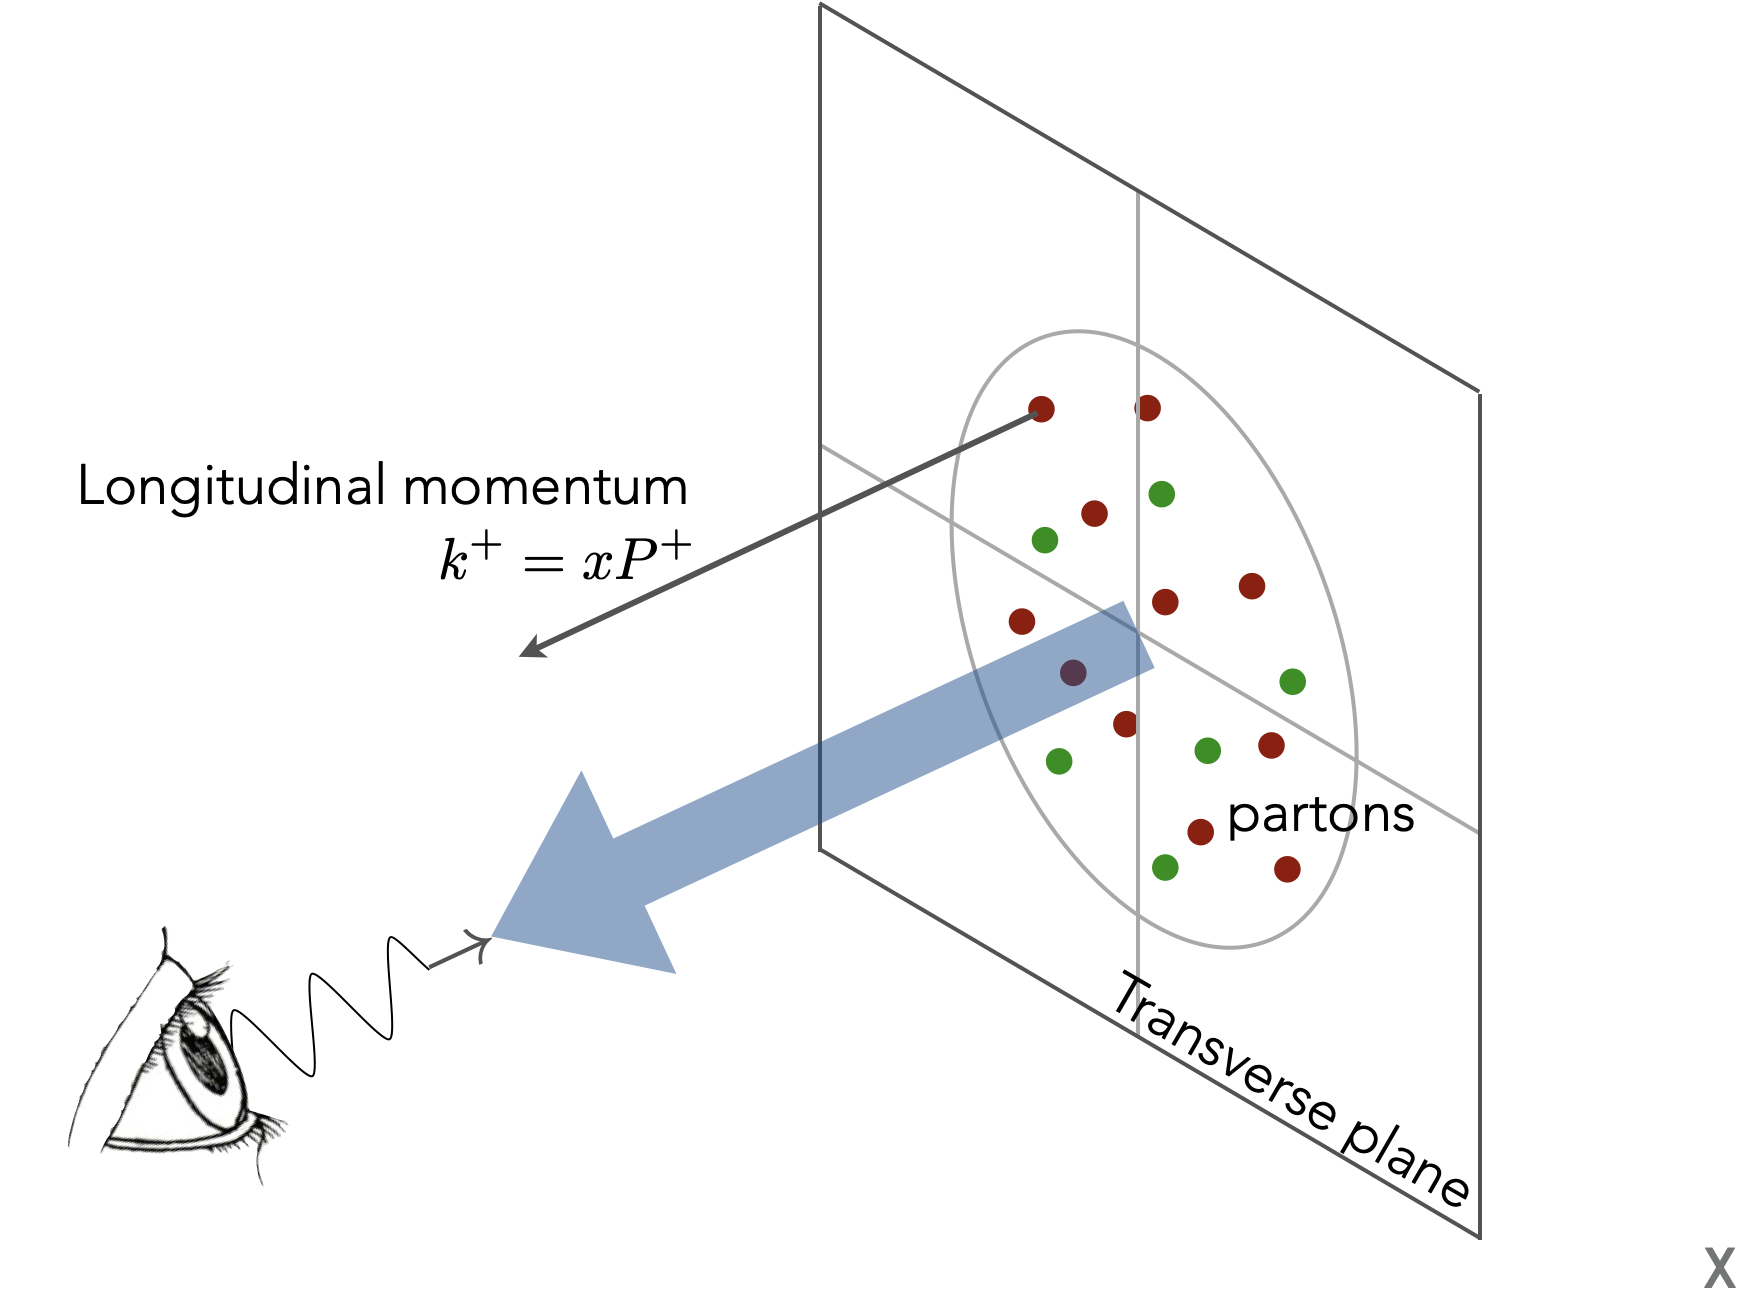 Longitudinal momentum
k⁺ = xP⁺
partons
Transverse plane
x